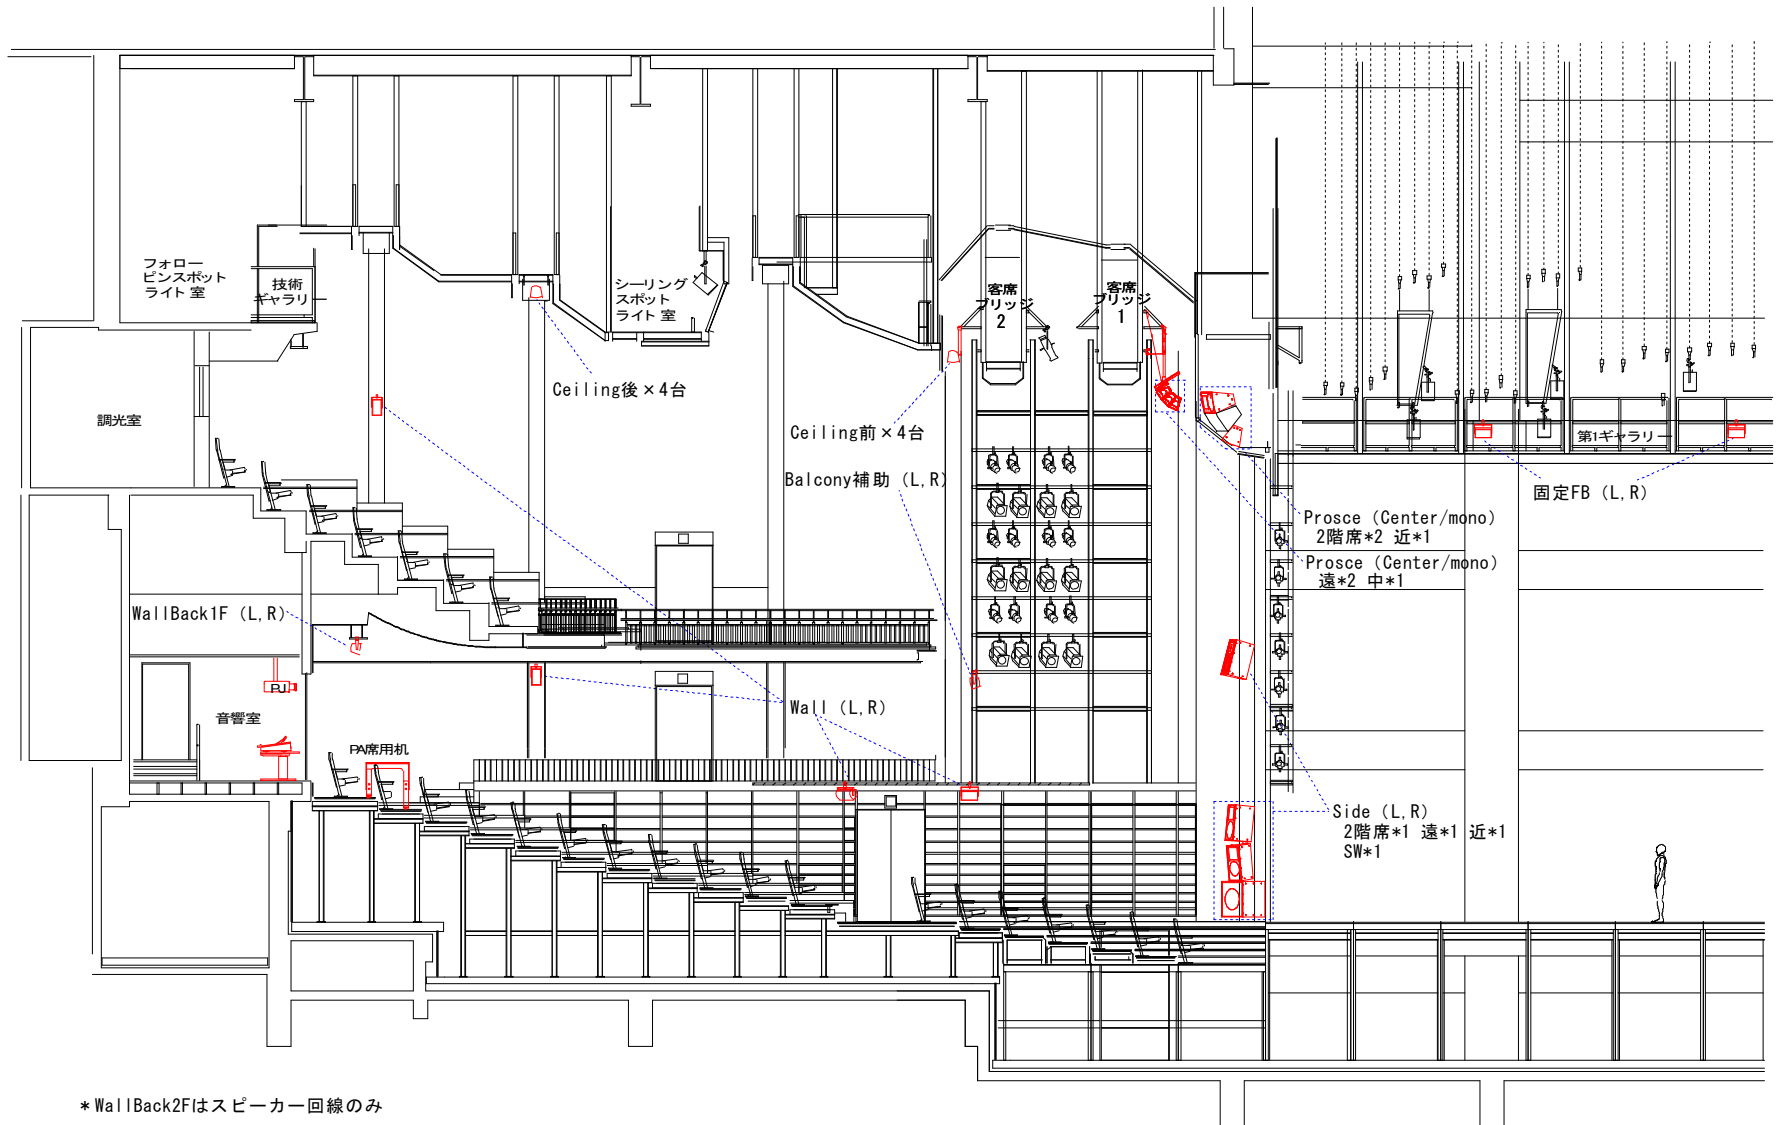 フォロー
ピンスポット
ライト室
技術
ギャラリー
シーリング
スポット
ライト室
客席
ブリッジ
2
客席
ブリッジ
1
Ceiling後×4台
調光室
Ceiling前×4台
第1ギャラリー
Balcony補助 (L,R)
固定FB (L,R)
Prosce (Center/mono)
2階席*2 近*1
Prosce (Center/mono)
遠*2 中*1
WallBack1F (L,R)
PJ
音響室
Wall (L,R)
PA席用机
Side (L,R)
2階席*1 遠*1 近*1
SW*1
*WallBack2Fはスピーカー回線のみ